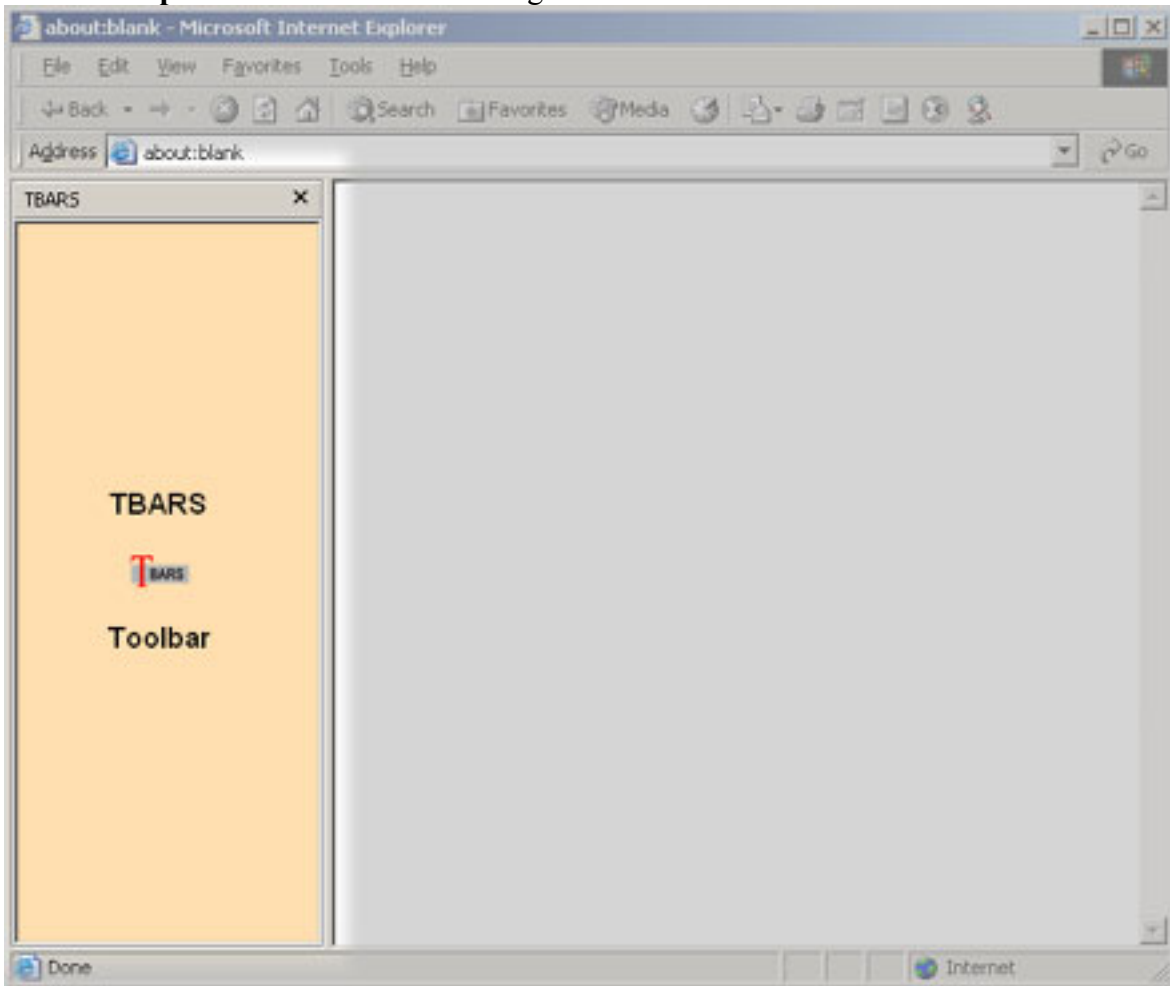 about:blank - Microsoft Internet Explorer
File Edit View Favorites Tools Help
Back Search Favorites Media
Address about:blank Go
TBARS
TBARS
TBARS
Toolbar
Done Internet